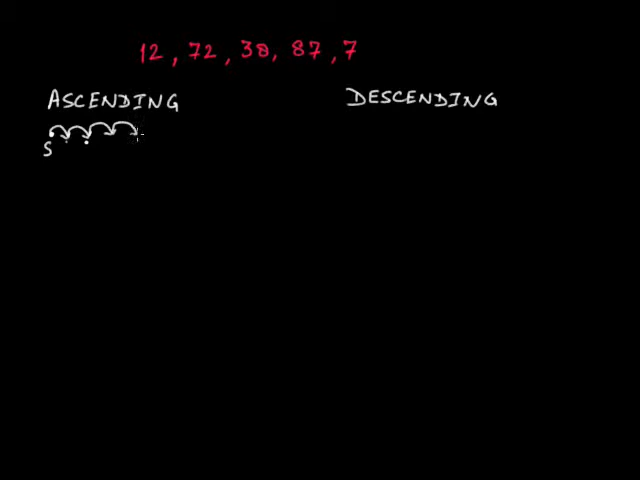 12, 72, 38, 87, 7
ASCENDING DESCENDING
S